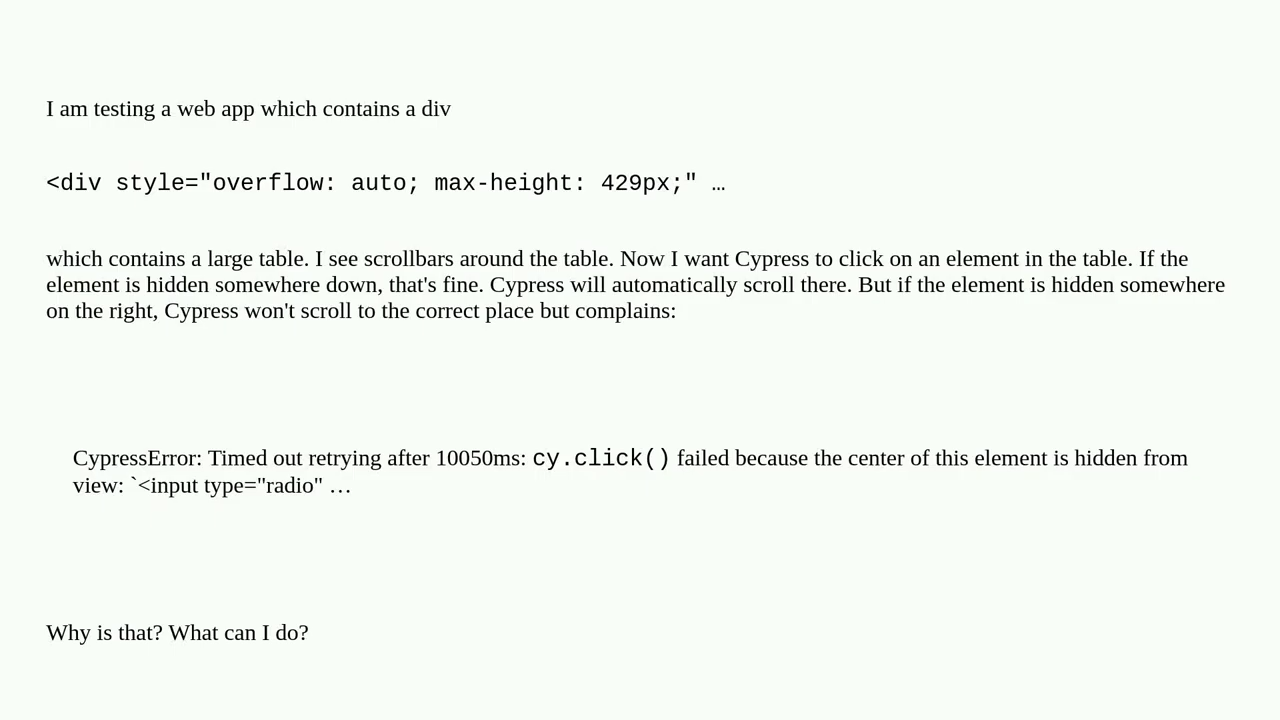 I am testing a web app which contains a div
<div style="overflow: auto; max-height: 429px;" …
which contains a large table. I see scrollbars around the table. Now I want Cypress to click on an element in the table. If the
element is hidden somewhere down, that's fine. Cypress will automatically scroll there. But if the element is hidden somewhere
on the right, Cypress won't scroll to the correct place but complains:
CypressError: Timed out retrying after 10050ms: cy.click() failed because the center of this element is hidden from
view: `<input type="radio" …
Why is that? What can I do?